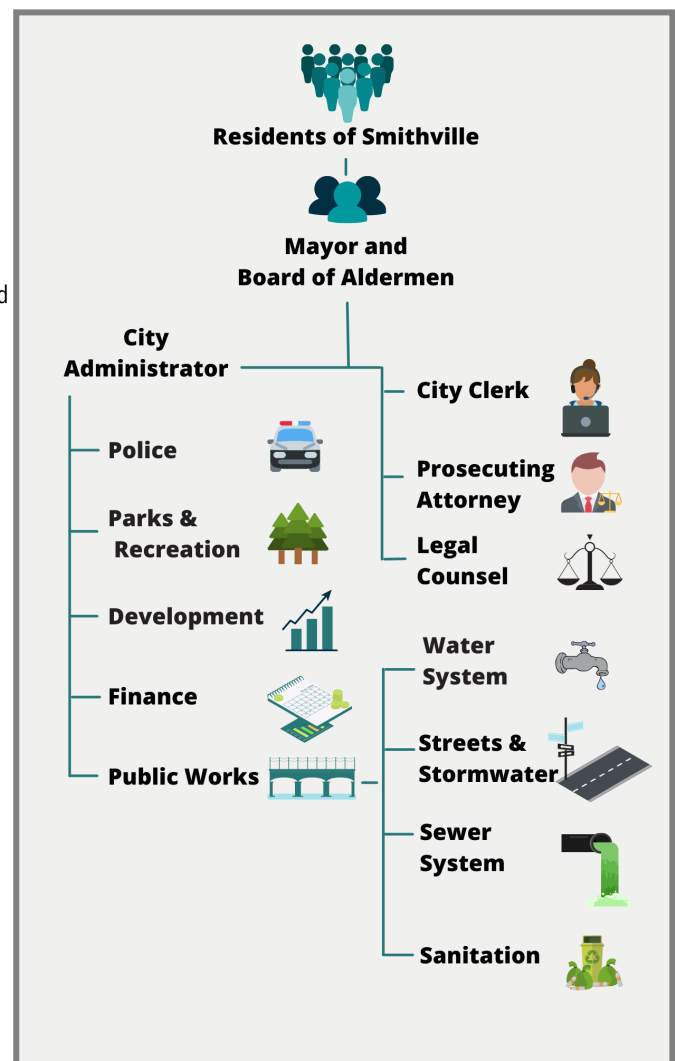 Residents of Smithville
Mayor and
Board of Aldermen
d
City
Administrator
City Clerk
Police
Prosecuting
Attorney
Parks &
Recreation
Legal
Counsel
Development
Water
System
Finance
Streets &
Stormwater
Public Works
Sewer
System
Sanitation